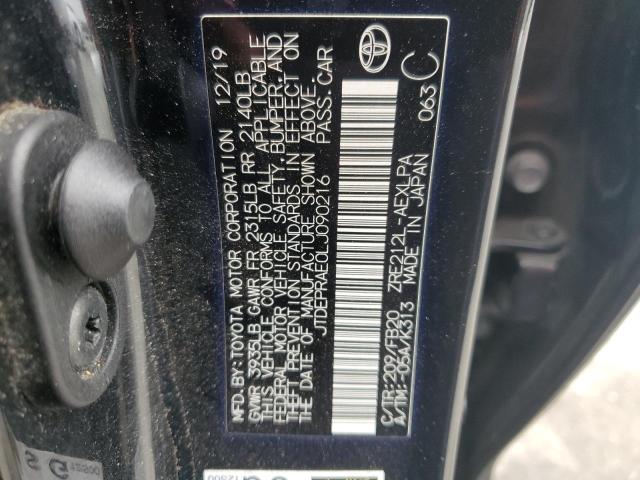 MFD.BY:TOYOTA MOTOR CORPORATION 12/19
GVWR 3935LB GAWR FR 2315LB RR 2140LB
THIS VEHICLE CONFORMS TO ALL APPLICABLE
FEDERAL MOTOR VEHICLE SAFETY, BUMPER, AND
THEFT PREVENTION STANDARDS IN EFFECT ON
THE DATE OF MANUFACTURE SHOWN ABOVE.
JTDEPRAE0LJ090216 PASS.CAR
C/TR:209/FB20 ZRE212L-AEXLPA
A/TM:-05A/K313 MADE IN JAPAN
063 C
12S00